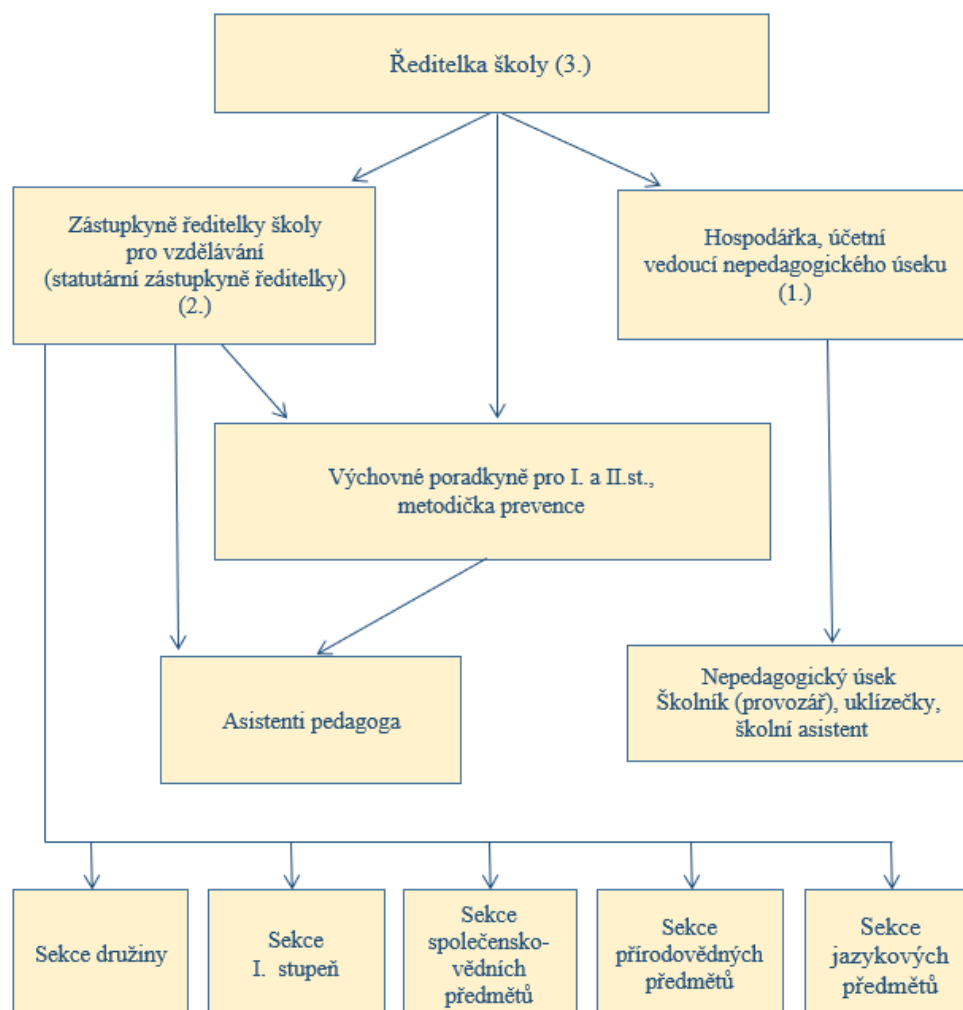 Ředitelka školy (3.)
Zástupkyně ředitelky školy
pro vzdělávání
(statutární zástupkyně ředitelky)
(2.)
Hospodářka, účetní
vedoucí nepedagogického úseku
(1.)
Výchovné poradkyně pro I. a II.st.,
metodička prevence
Asistenti pedagoga
Nepedagogický úsek
Školník (provozář), uklízečky,
školní asistent
Sekce družiny
Sekce
I. stupeň
Sekce
společensko-
vědních
předmětů
Sekce
přírodovědných
předmětů
Sekce
jazykových
předmětů